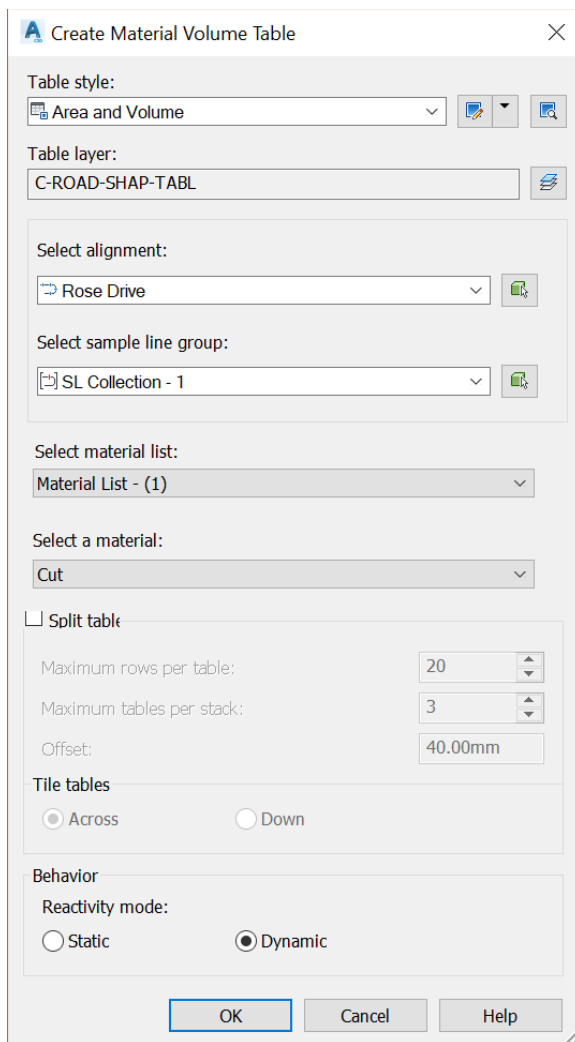 Create Material Volume Table
Table style:
Area and Volume
Table layer:
C-ROAD-SHAP-TABL
Select alignment:
Rose Drive
Select sample line group:
SL Collection - 1
Select material list:
Material List - (1)
Select a material:
Cut
Split table
Maximum rows per table: 20
Maximum tables per stack: 3
Offset: 40.00mm
Tile tables
Across Down
Behavior
Reactivity mode:
Static Dynamic
OK Cancel Help